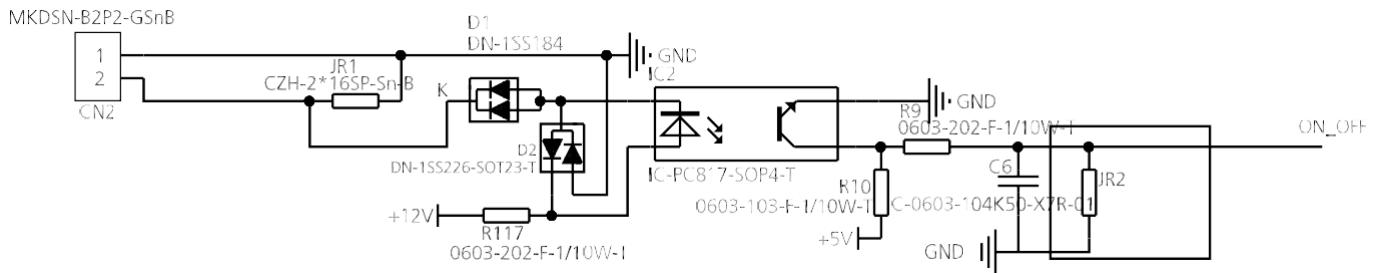 MKDSN-B2P2-GSnB
1
2
CN2
JR1
CZH-2*16SP-Sn-B
D1
DN-1SS184
K
GND
IC2
D2
DN-1SS226-SOT23-T
IC-PC817-SOP4-T
+12V
R117
0603-202-F-1/10W-T
GND
R9
0603-202-F-1/10W-T
ON_OFF
R10
0603-103-F-1/10W-T
+5V
C6
C-0603-104K50-X7R-01
JR2
GND